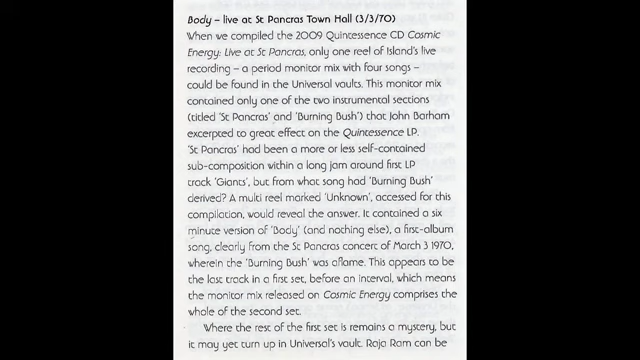 Body – live at St Pancras Town Hall (3/3/70)
When we compiled the 2009 Quintessence CD Cosmic
Energy: Live at St Pancras, only one reel of Island's live
recording – a period monitor mix with four songs –
could be found in the Universal vaults. This monitor mix
contained only one of the two instrumental sections
(titled 'St Pancras' and 'Burning Bush') that John Barham
excerpted to great effect on the Quintessence LP.
'St Pancras' had been a more or less self-contained
sub-composition within a long jam around first LP
track 'Giants', but from what song had 'Burning Bush'
derived? A multi reel marked 'Unknown', accessed for this
compilation, would reveal the answer. It contained a six
minute version of 'Body' (and nothing else), a first-album
song, clearly from the St Pancras concert of March 3 1970,
wherein the 'Burning Bush' was aflame. This appears to be
the last track in a first set, before an interval, which means
the monitor mix released on Cosmic Energy comprises the
whole of the second set.
Where the rest of the first set is remains a mystery, but
it may yet turn up in Universal's vault. Raja Ram can be